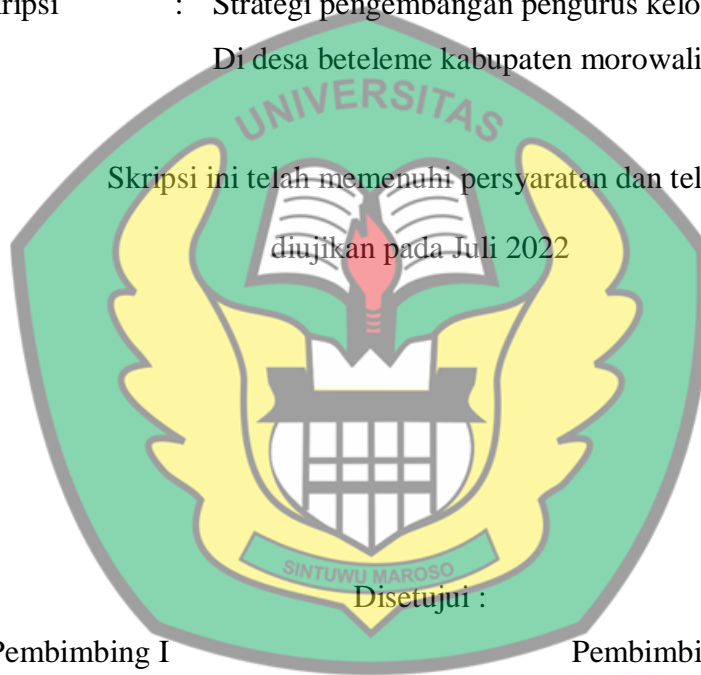 ripsi : Strategi pengembangan pengurus kelo
Di desa beteleme kabupaten morowali
UNIVERSITAS
Skripsi ini telah memenuhi persyaratan dan tel
diujikan pada Juli 2022
SINTUWU MAROSO
Disetujui :
Pembimbing I Pembimbi